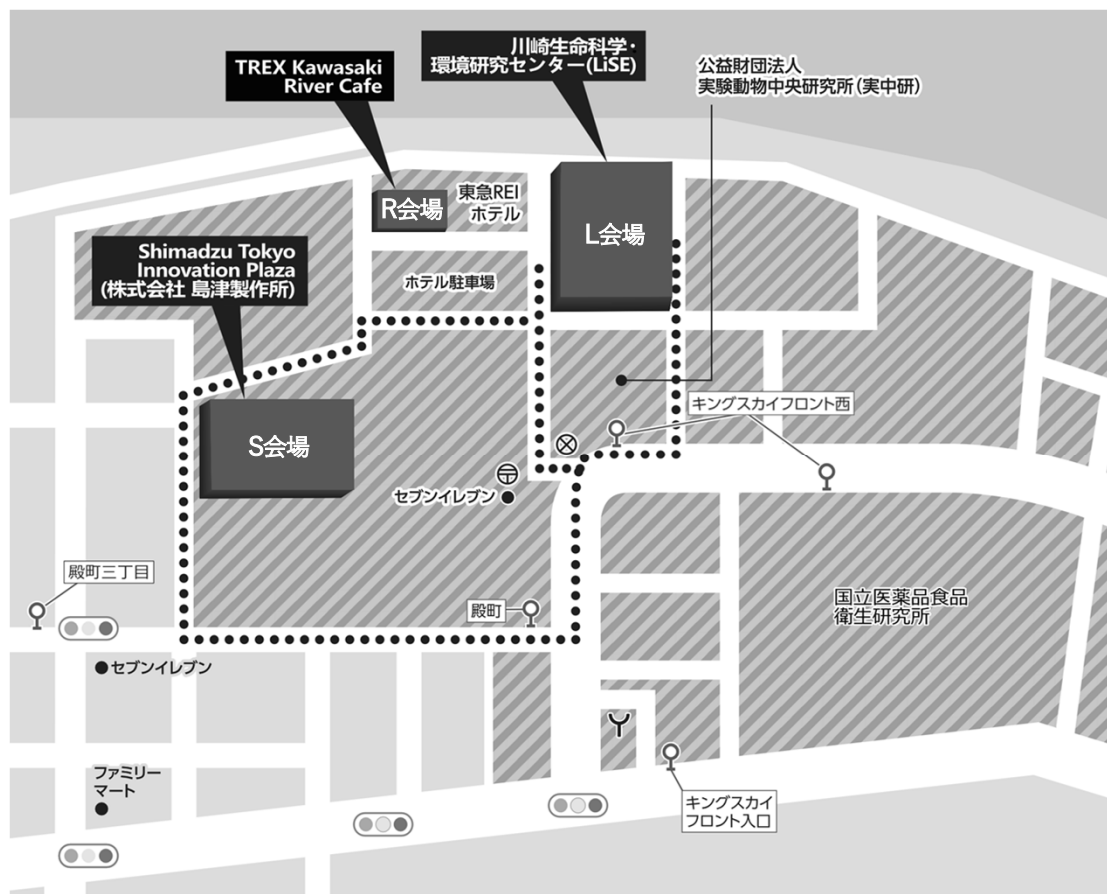 川崎生命科学・
環境研究センター(LiSE)
TREX Kawasaki
River Cafe
公益財団法人
実験動物中央研究所(実中研)
R会場
東急REI
ホテル
L会場
Shimadzu Tokyo
Innovation Plaza
(株式会社 島津製作所)
ホテル駐車場
キングスカイフロント西
S会場
セブンイレブン
殿町三丁目
殿町
国立医薬品食品
衛生研究所
セブンイレブン
ファミリー
マート
キングスカイ
フロント入口